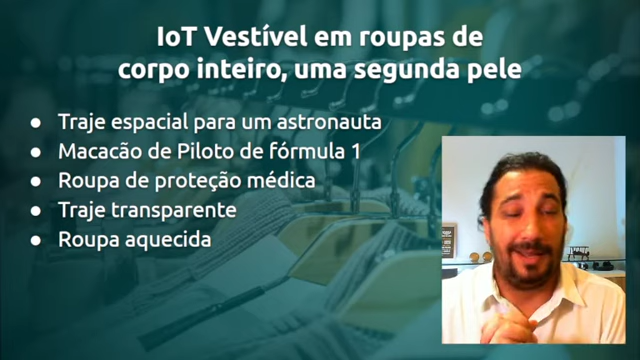 IoT Vestível em roupas de
corpo inteiro, uma segunda pele
● Traje espacial para um astronauta
● Macacão de Piloto de fórmula 1
● Roupa de proteção médica
● Traje transparente
● Roupa aquecida